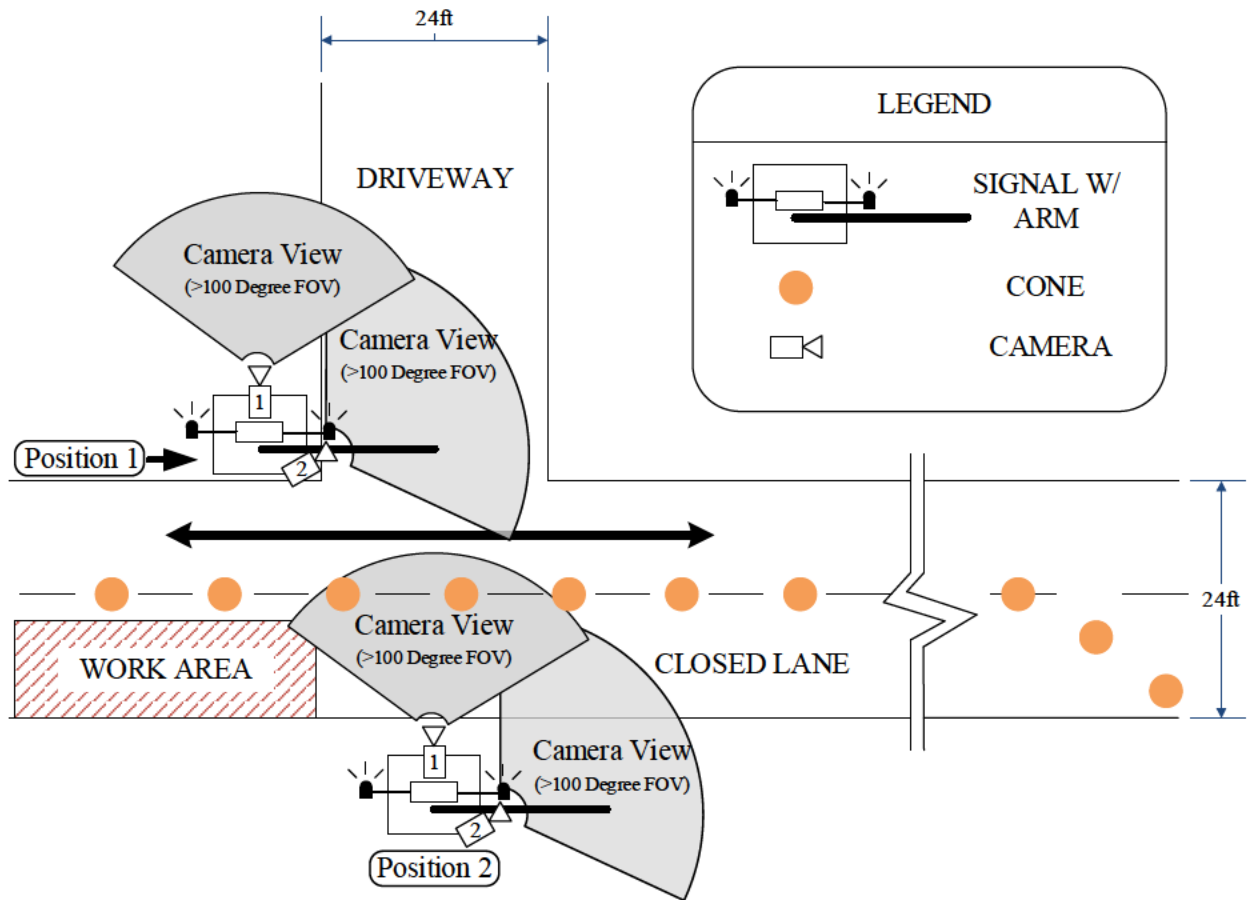 24ft
LEGEND
DRIVEWAY
SIGNAL W/
ARM
Camera View
(>100 Degree FOV)
CONE
Camera View
(>100 Degree FOV)
CAMERA
1
Position 1
2
24ft
Camera View
(>100 Degree FOV)
WORK AREA
CLOSED LANE
Camera View
(>100 Degree FOV)
1
2
Position 2